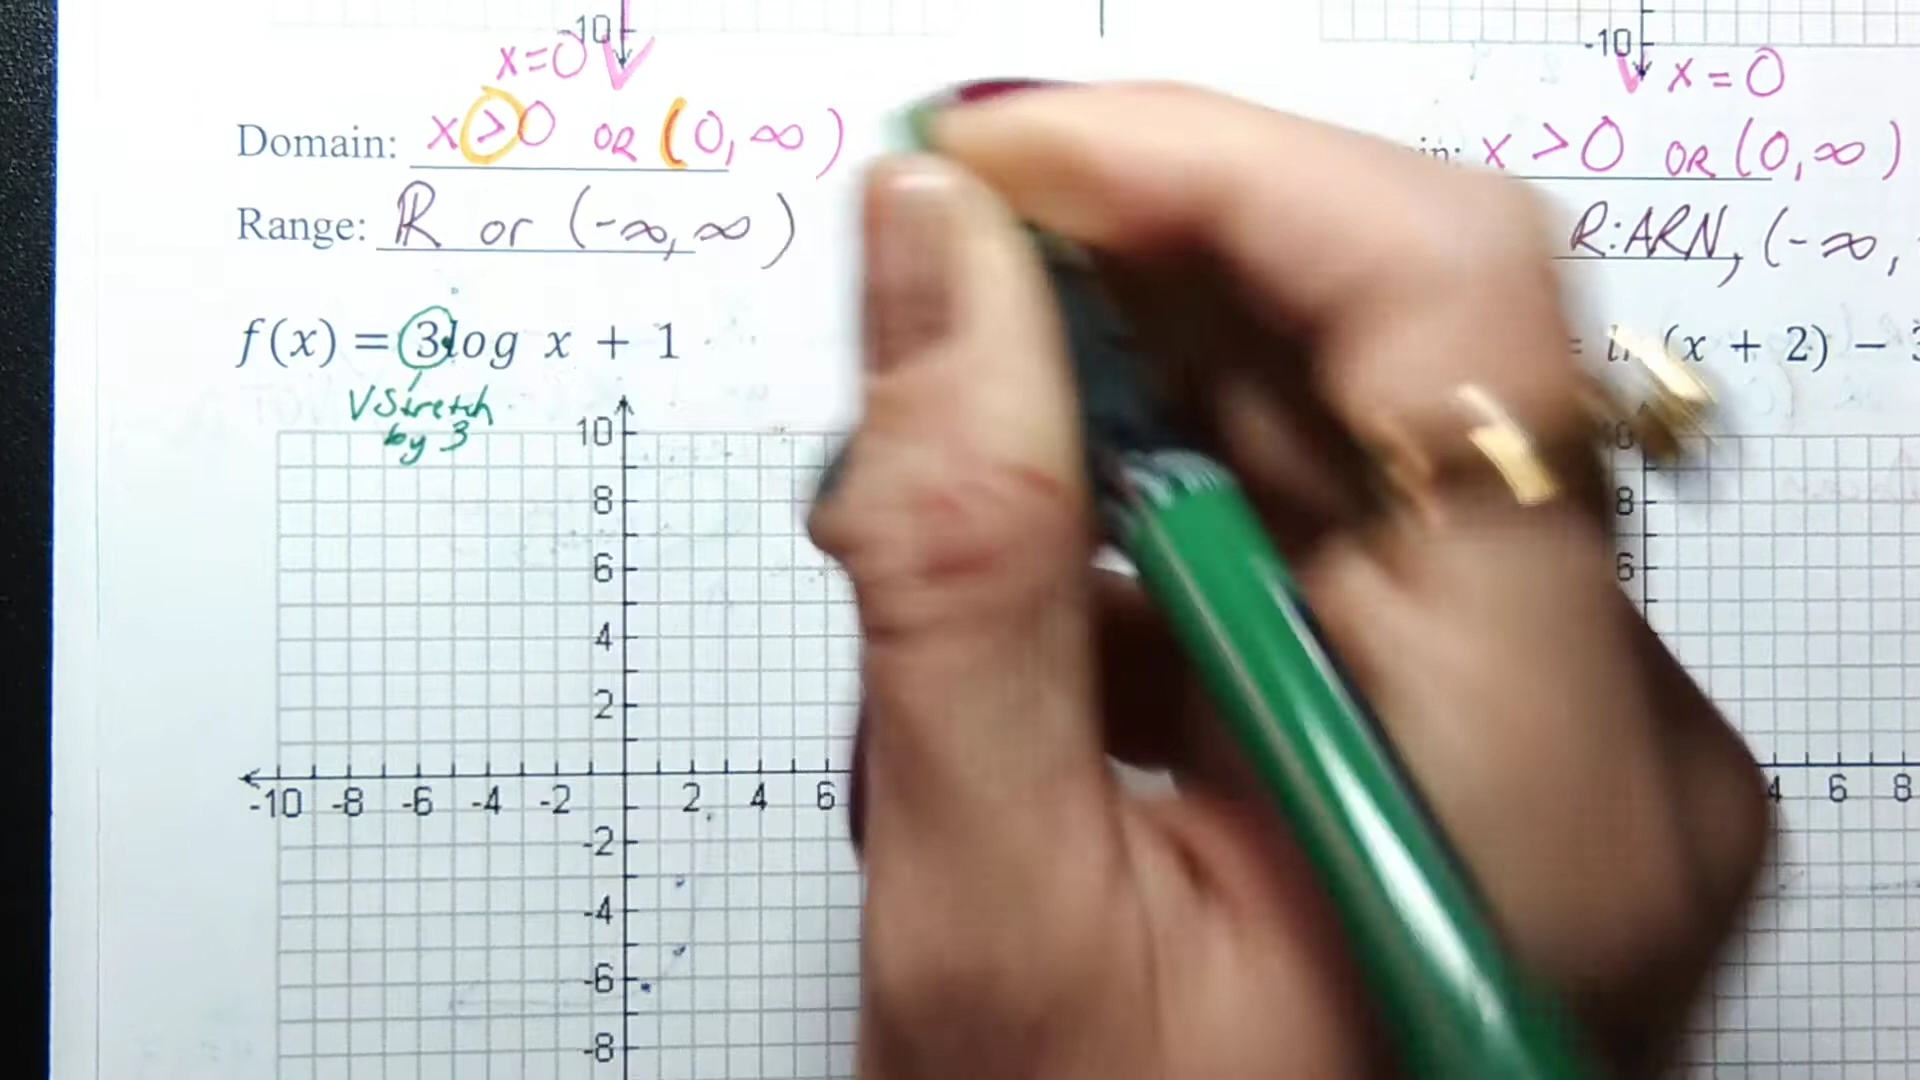 -10
x=0
Domain: x>0 OR (0,∞)
Range: ℝ or (-∞,∞)
f(x) = 3log x + 1
VStretch
by 3
10
8
6
4
2
-10 -8 -6 -4 -2 2 4 6
-2
-4
-6
-8
-10
x=0
x>0 OR (0,∞)
R:ARN, (-∞,
(x + 2) −
8
6
4 6 8